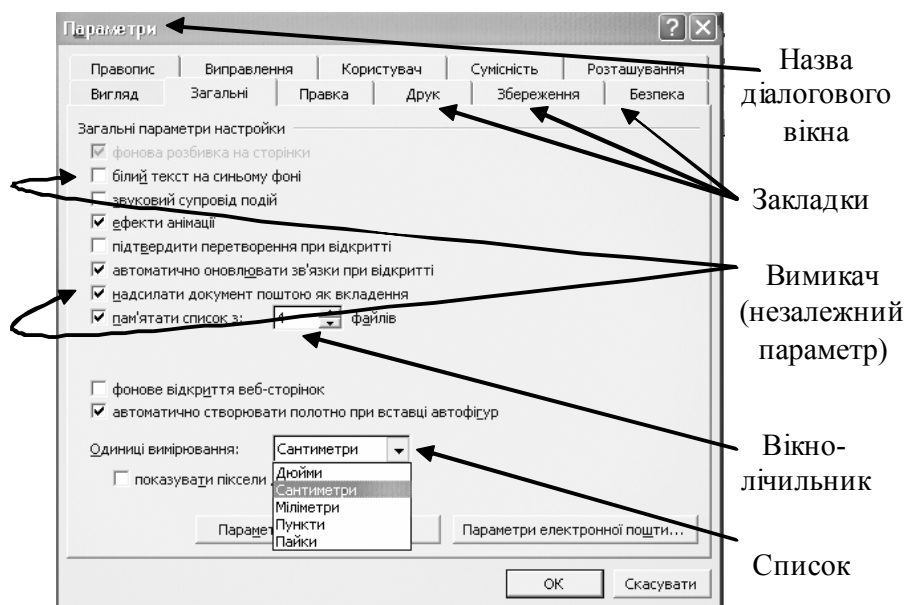 Параметри
Правопис Виправлення Користувач Сумісність Розташування
Вигляд Загальні Правка Друк Збереження Безпека
Загальні параметри настройки
фонова розбивка на сторінки
білий текст на синьому фоні
звуковий супровід подій
ефекти анімації
підтвердити перетворення при відкритті
автоматично оновлювати зв'язки при відкритті
надсилати документ поштою як вкладення
пам'ятати список з: 4 файлів
фонове відкриття веб-сторінок
автоматично створювати полотно при вставці автофігур
Одиниці вимірювання: Сантиметри
показувати піксели
Дюйми
Сантиметри
Міліметри
Пункти
Пайки
Параметри електронної пошти...
OK Скасувати
Назва
діалогового
вікна
Закладки
Вимикач
(незалежний
параметр)
Вікно-
лічильник
Список